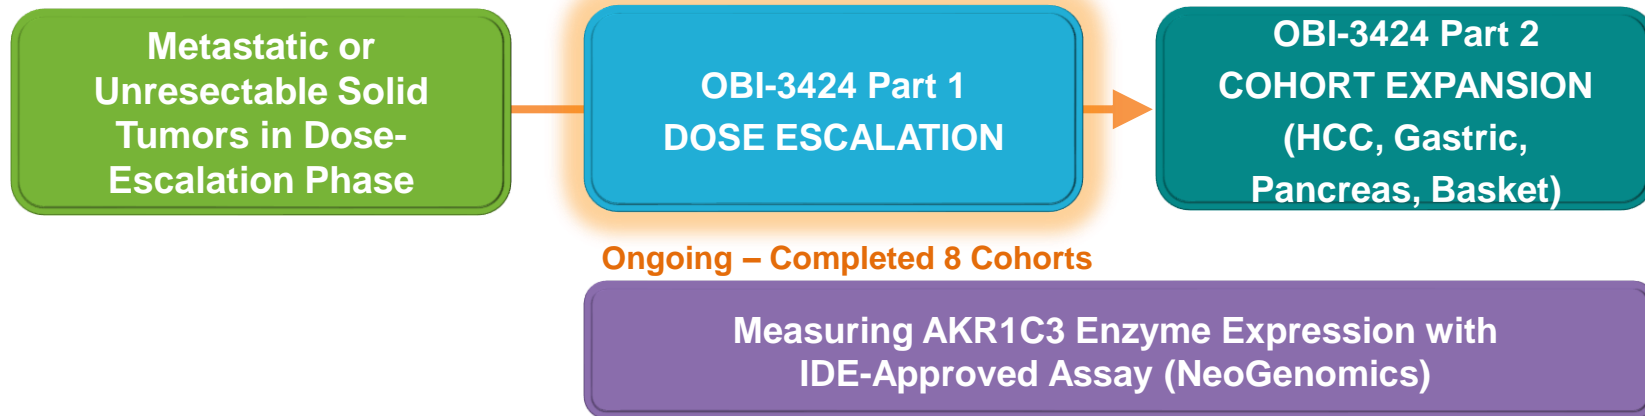 Metastatic or
Unresectable Solid
Tumors in Dose-
Escalation Phase
OBI-3424 Part 1
DOSE ESCALATION
OBI-3424 Part 2
COHORT EXPANSION
(HCC, Gastric,
Pancreas, Basket)
Ongoing – Completed 8 Cohorts
Measuring AKR1C3 Enzyme Expression with
IDE-Approved Assay (NeoGenomics)